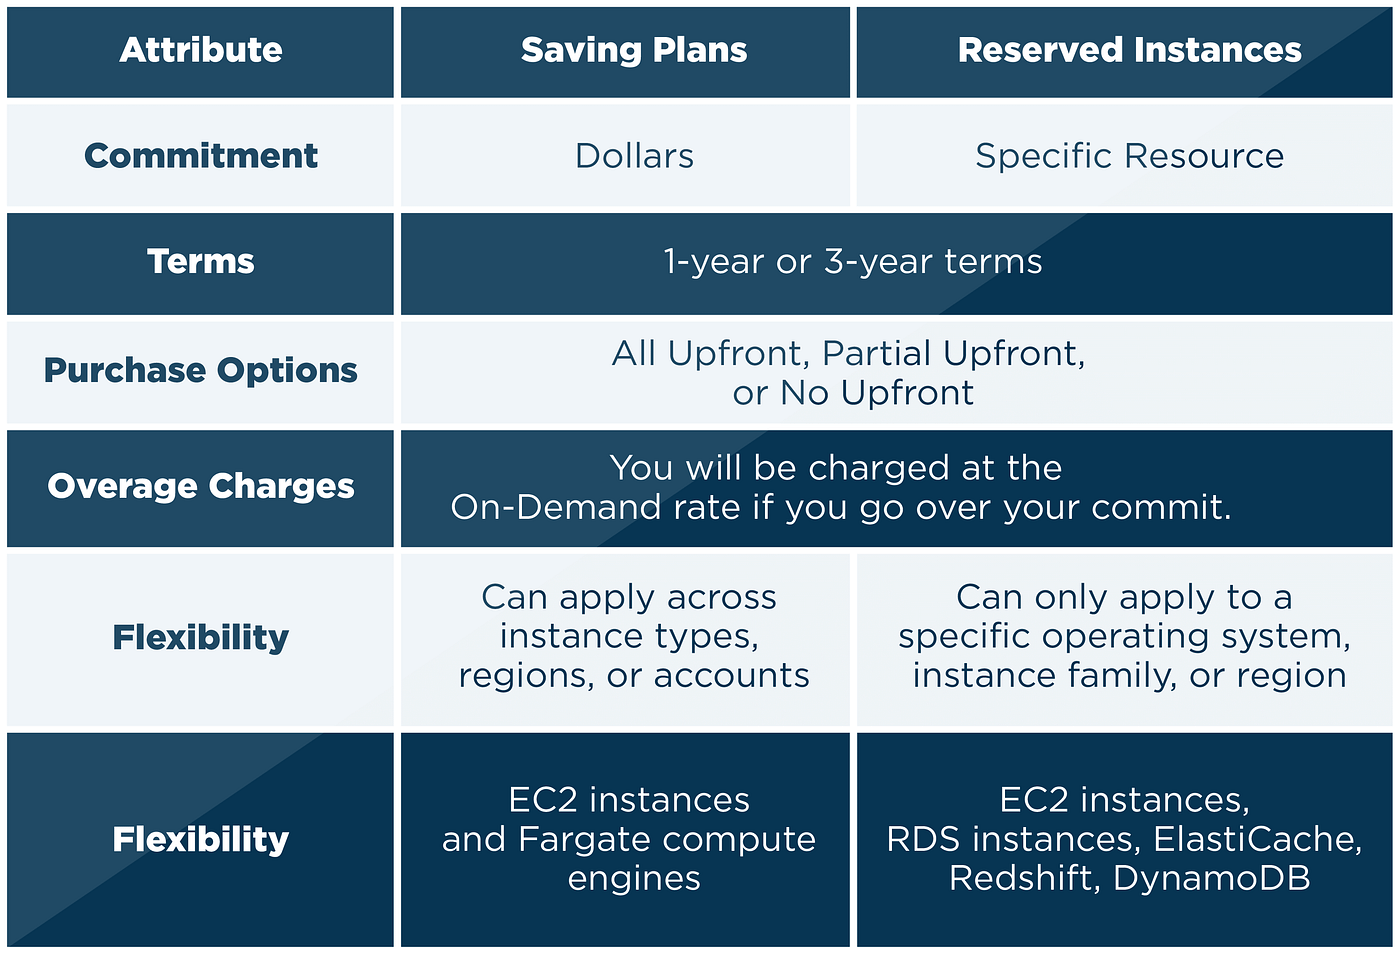 Attribute
Saving Plans
Reserved Instances
Commitment
Dollars
Specific Resource
Terms
1-year or 3-year terms
Purchase Options
All Upfront, Partial Upfront,
or No Upfront
Overage Charges
You will be charged at the
On-Demand rate if you go over your commit.
Flexibility
Can apply across
instance types,
regions, or accounts
Can only apply to a
specific operating system,
instance family, or region
Flexibility
EC2 instances
and Fargate compute
engines
EC2 instances,
RDS instances, ElastiCache,
Redshift, DynamoDB